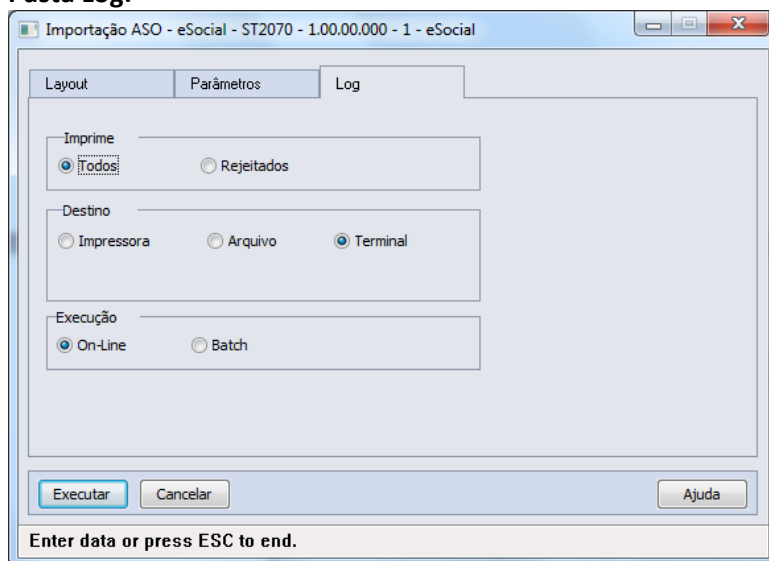 Pasta Log:
Importação ASO - eSocial - ST2070 - 1.00.00.000 - 1 - eSocial
Layout Parâmetros Log
Imprime
Todos Rejeitados
Destino
Impressora Arquivo Terminal
Execução
On-Line Batch
Executar Cancelar Ajuda
Enter data or press ESC to end.